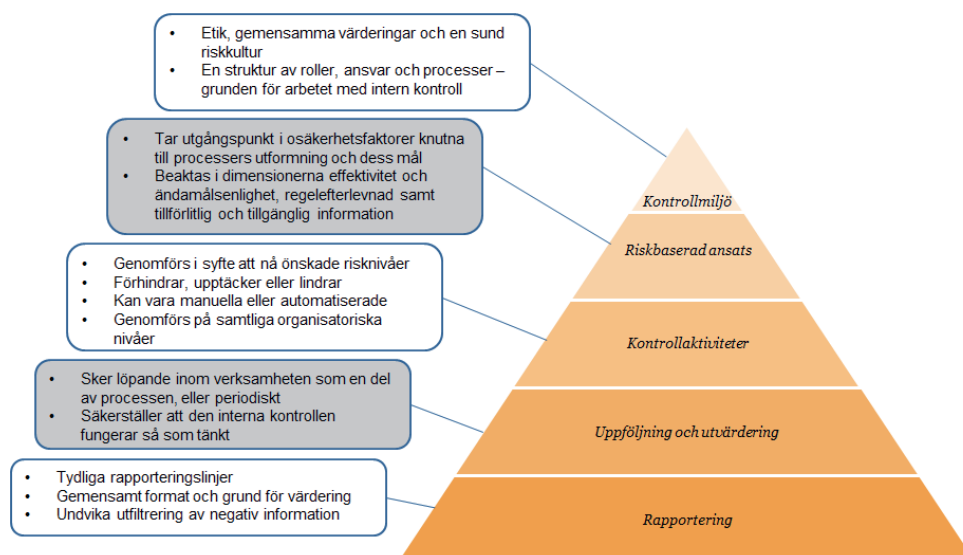 • Etik, gemensamma värderingar och en sund
riskkultur
• En struktur av roller, ansvar och processer –
grunden för arbetet med intern kontroll
• Tar utgångspunkt i osäkerhetsfaktorer knutna
till processers utformning och dess mål
• Beaktas i dimensionerna effektivitet och
ändamålsenlighet, regelefterlevnad samt
tillförlitlig och tillgänglig information
• Genomförs i syfte att nå önskade risknivåer
• Förhindrar, upptäcker eller lindrar
• Kan vara manuella eller automatiserade
• Genomförs på samtliga organisatoriska
nivåer
• Sker löpande inom verksamheten som en del
av processen, eller periodiskt
• Säkerställer att den interna kontrollen
fungerar så som tänkt
• Tydliga rapporteringslinjer
• Gemensamt format och grund för värdering
• Undvika utfiltrering av negativ information
Kontrollmiljö
Riskbaserad ansats
Kontrollaktiviteter
Uppföljning och utvärdering
Rapportering